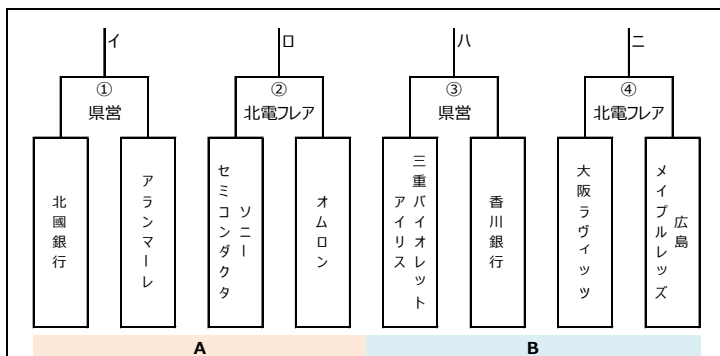 イ ロ ハ ニ
① ② ③ ④
県営 北電フレア 県営 北電フレア
北國銀行
アランマーレ
ソニー
セミコンダクタ
オムロン
三重バイオレット
アイリス
香川銀行
大阪ラヴィッツ
広島
メイプルレッズ
A B